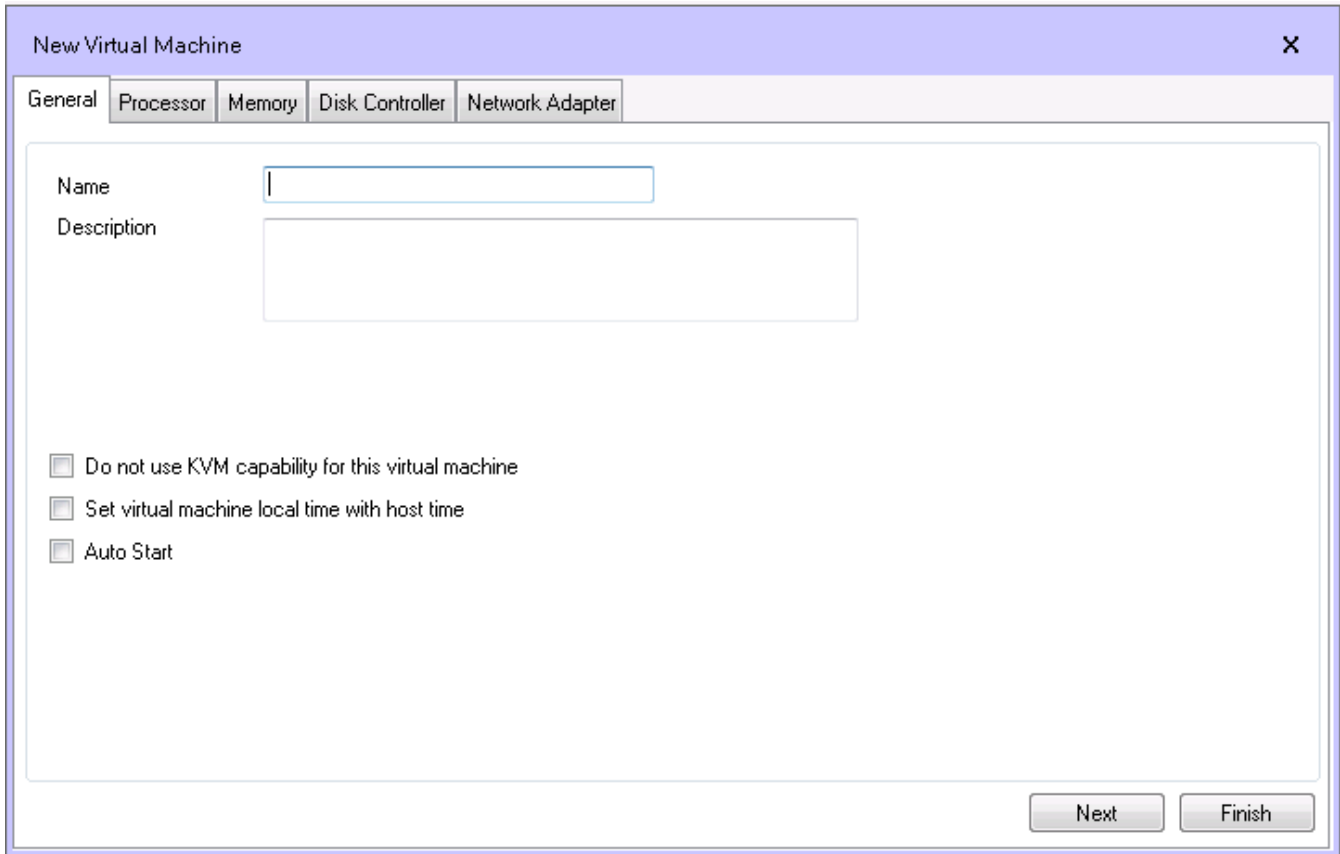 New Virtual Machine X
General Processor Memory Disk Controller Network Adapter
Name
Description
Do not use KVM capability for this virtual machine
Set virtual machine local time with host time
Auto Start
Next Finish